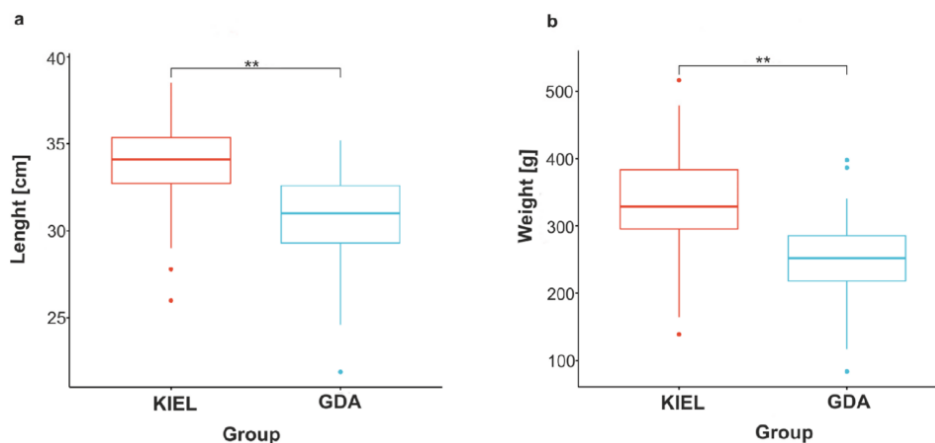 a
**
40
35
30
25
Lenght [cm]
KIEL GDA
Group
b
**
500
400
300
200
100
Weight [g]
KIEL GDA
Group